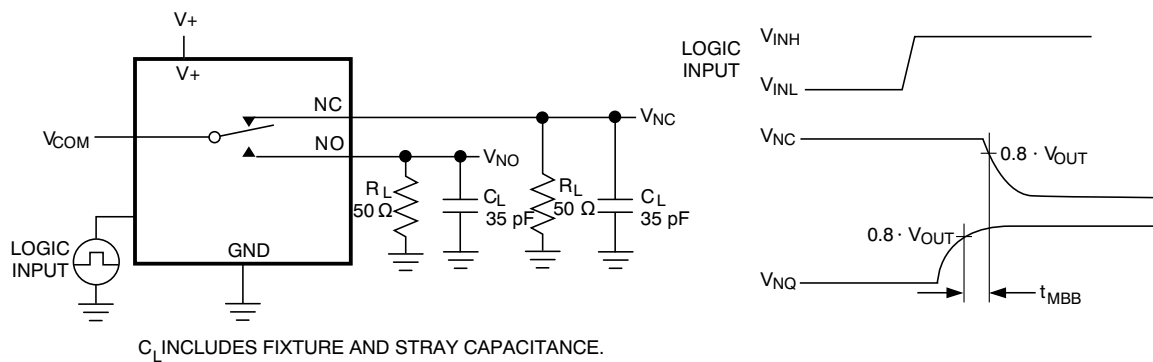 V+
V+
NC
V_NC
V_COM
NO
V_NO
R_L
50 Ω
C_L
35 pF
R_L
50 Ω
C_L
35 pF
LOGIC
INPUT
GND
C_L INCLUDES FIXTURE AND STRAY CAPACITANCE.
LOGIC
INPUT
V_INH
V_INL
V_NC
0.8 · V_OUT
0.8 · V_OUT
V_NQ
t_MBB